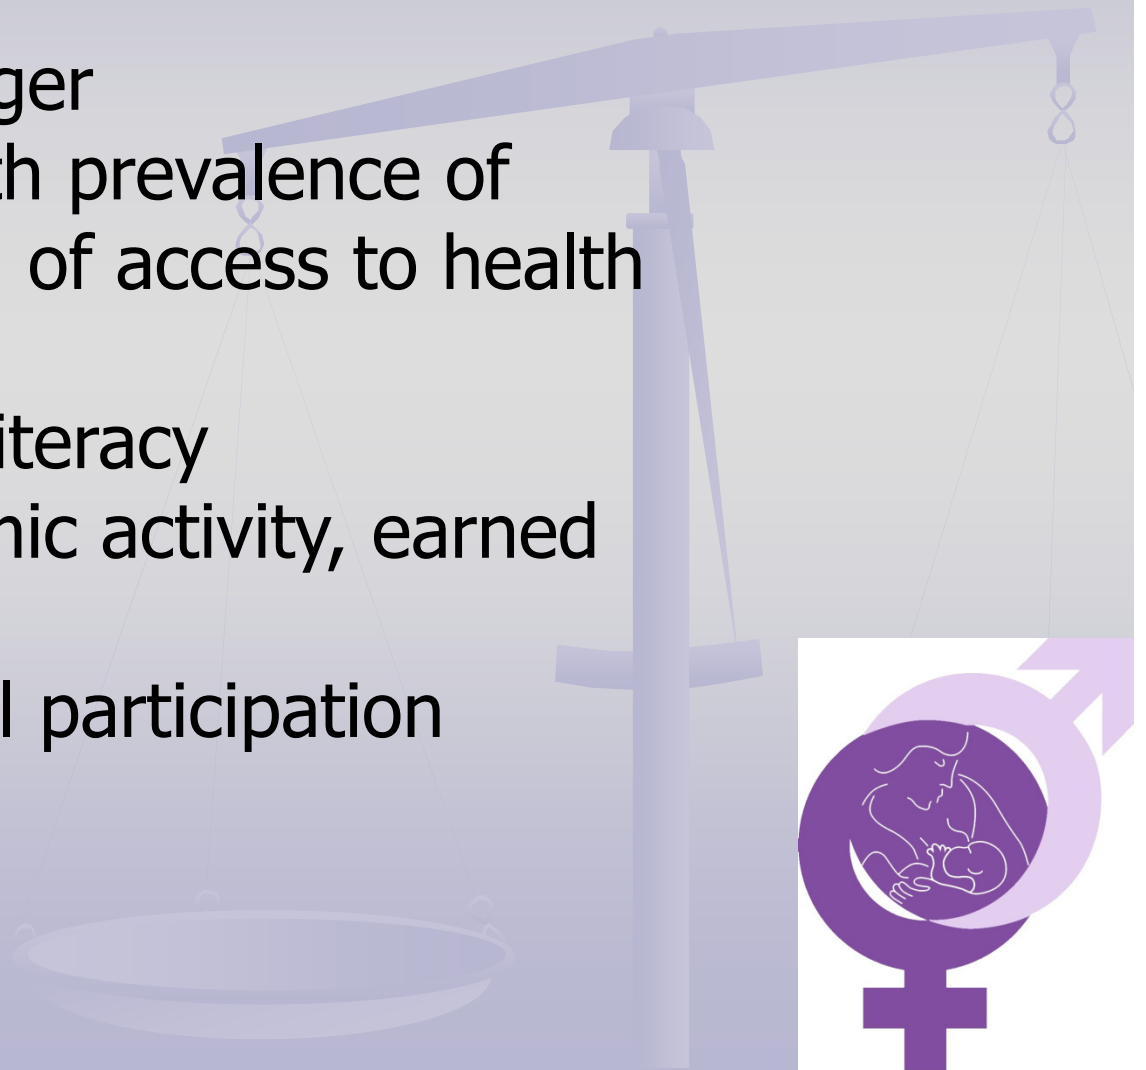 ger
th prevalence of
of access to health
iteracy
nic activity, earned
l participation